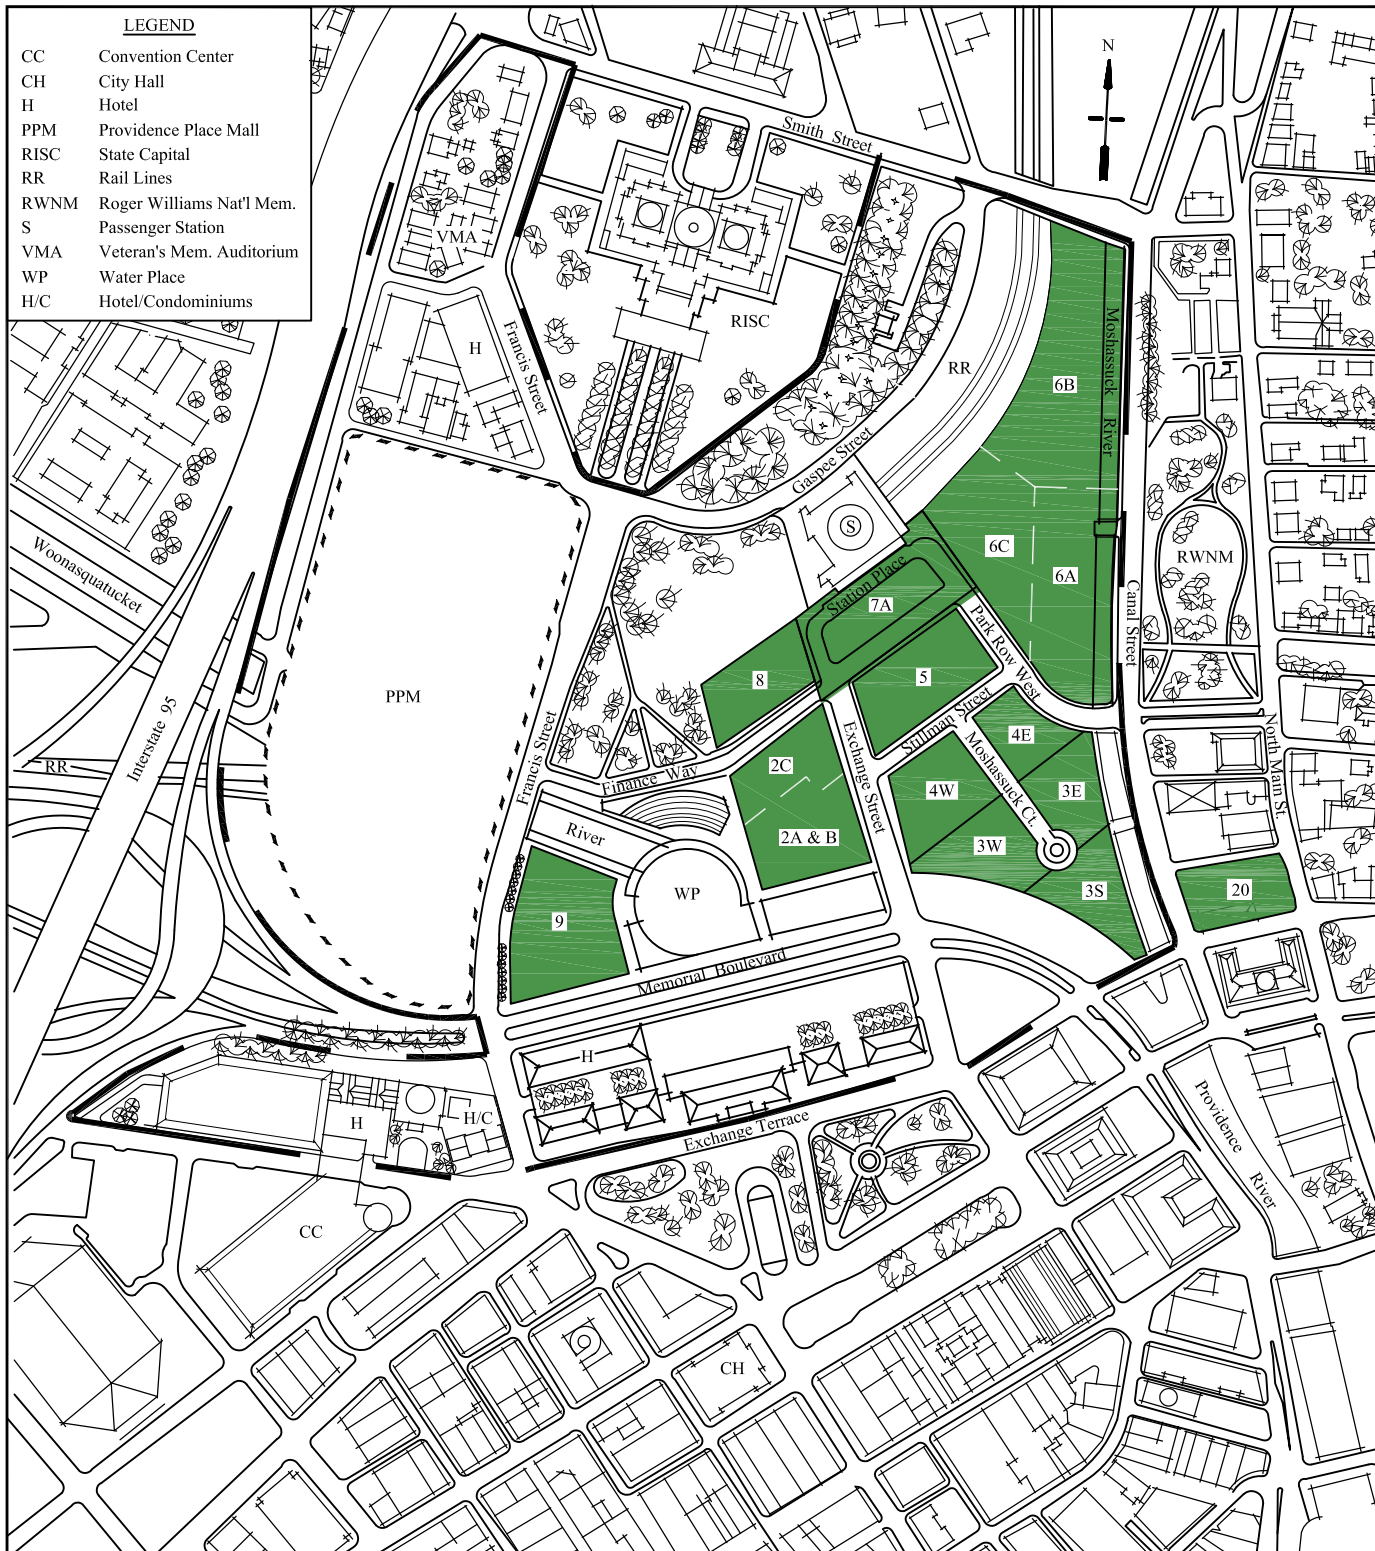 LEGEND
CC Convention Center
CH City Hall
H Hotel
PPM Providence Place Mall
RISC State Capital
RR Rail Lines
RWNM Roger Williams Nat'l Mem.
S Passenger Station
VMA Veteran's Mem. Auditorium
WP Water Place
H/C Hotel/Condominiums
N
Smith Street
VMA
RISC
H
Francis Street
RR
6B
Moshassuck River
Gaspee Street
S
Woonasquatucket
6C
6A
RWNM
Station Place
7A
Canal Street
Park Row West
PPM
8
5
Interstate 95
RR
Francis Street
Stillman Street
4E
North Main St.
Finance Way
2C
Exchange Street
Moshassuck Ct.
4W
3E
River
2A & B
3W
WP
3S
20
9
Memorial Boulevard
H
H
H/C
Exchange Terrace
Providence River
CC
CH